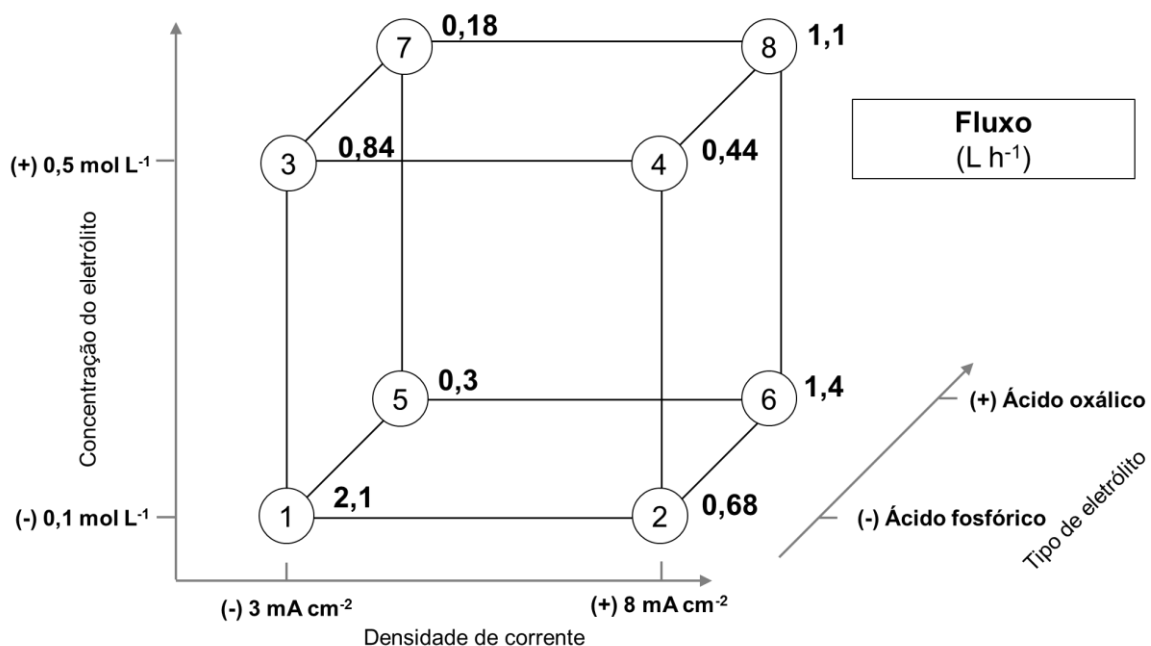 7
0,18
8
1,1
Fluxo
(L h⁻¹)
(+) 0,5 mol L⁻¹
3
0,84
4
0,44
Concentração do eletrólito
5
0,3
6
1,4
(+) Ácido oxálico
(-) 0,1 mol L⁻¹
1
2,1
2
0,68
(-) Ácido fosfórico
Tipo de eletrólito
(-) 3 mA cm⁻²
(+) 8 mA cm⁻²
Densidade de corrente